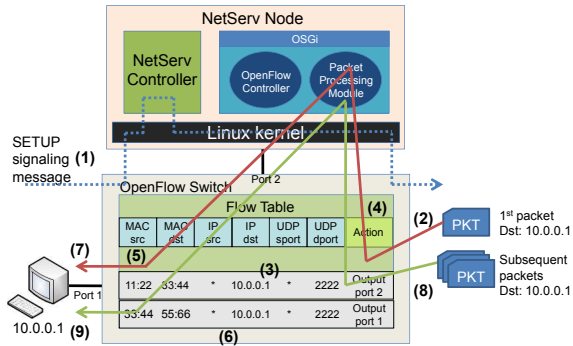 NetServ Node
OSGi
NetServ
Controller
OpenFlow
Controller
Packet
Processing
Module
Linux kernel
SETUP
signaling
message
(1)
Port 2
OpenFlow Switch
Flow Table
(4)
MAC src
MAC dst
IP src
IP dst
UDP sport
UDP dport
Action
(2)
PKT
1st packet
Dst: 10.0.0.1
(7)
(5)
(3)
11:22 33:44 * 10.0.0.1 * 2222 Output port 2
(8)
PKT
Subsequent
packets
Dst: 10.0.0.1
Port 1
33:44 55:66 * 10.0.0.1 * 2222 Output port 1
10.0.0.1
(9)
(6)